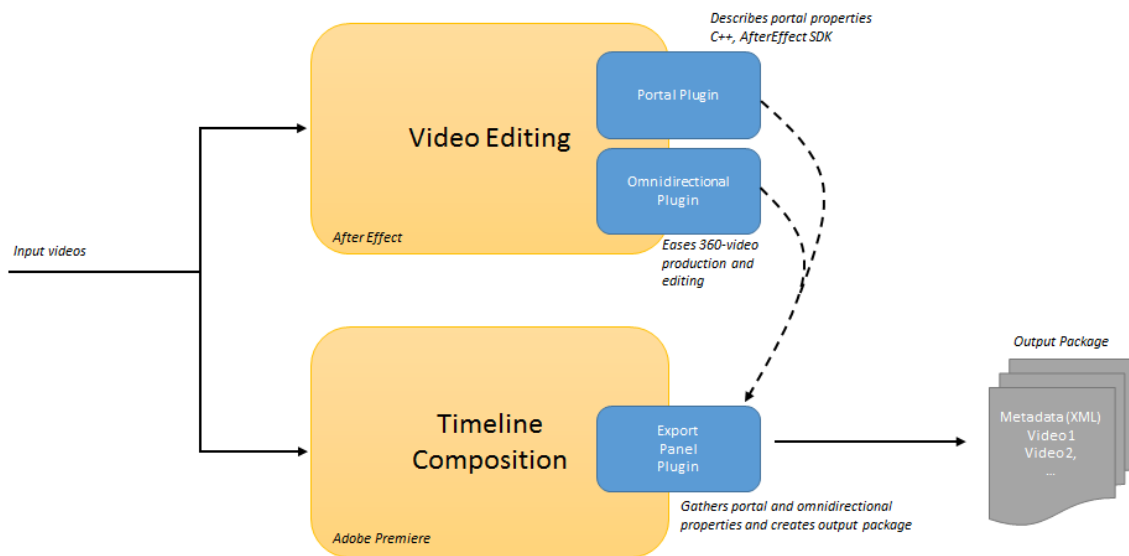 Describes portal properties
C++, AfterEffect SDK
Portal Plugin
Video Editing
Omnidirectional
Plugin
After Effect
Eases 360-video
production and
editing
Input videos
Output Package
Metadata (XML)
Video1
Video2,
...
Timeline
Composition
Export
Panel
Plugin
Gathers portal and omnidirectional
properties and creates output package
Adobe Premiere